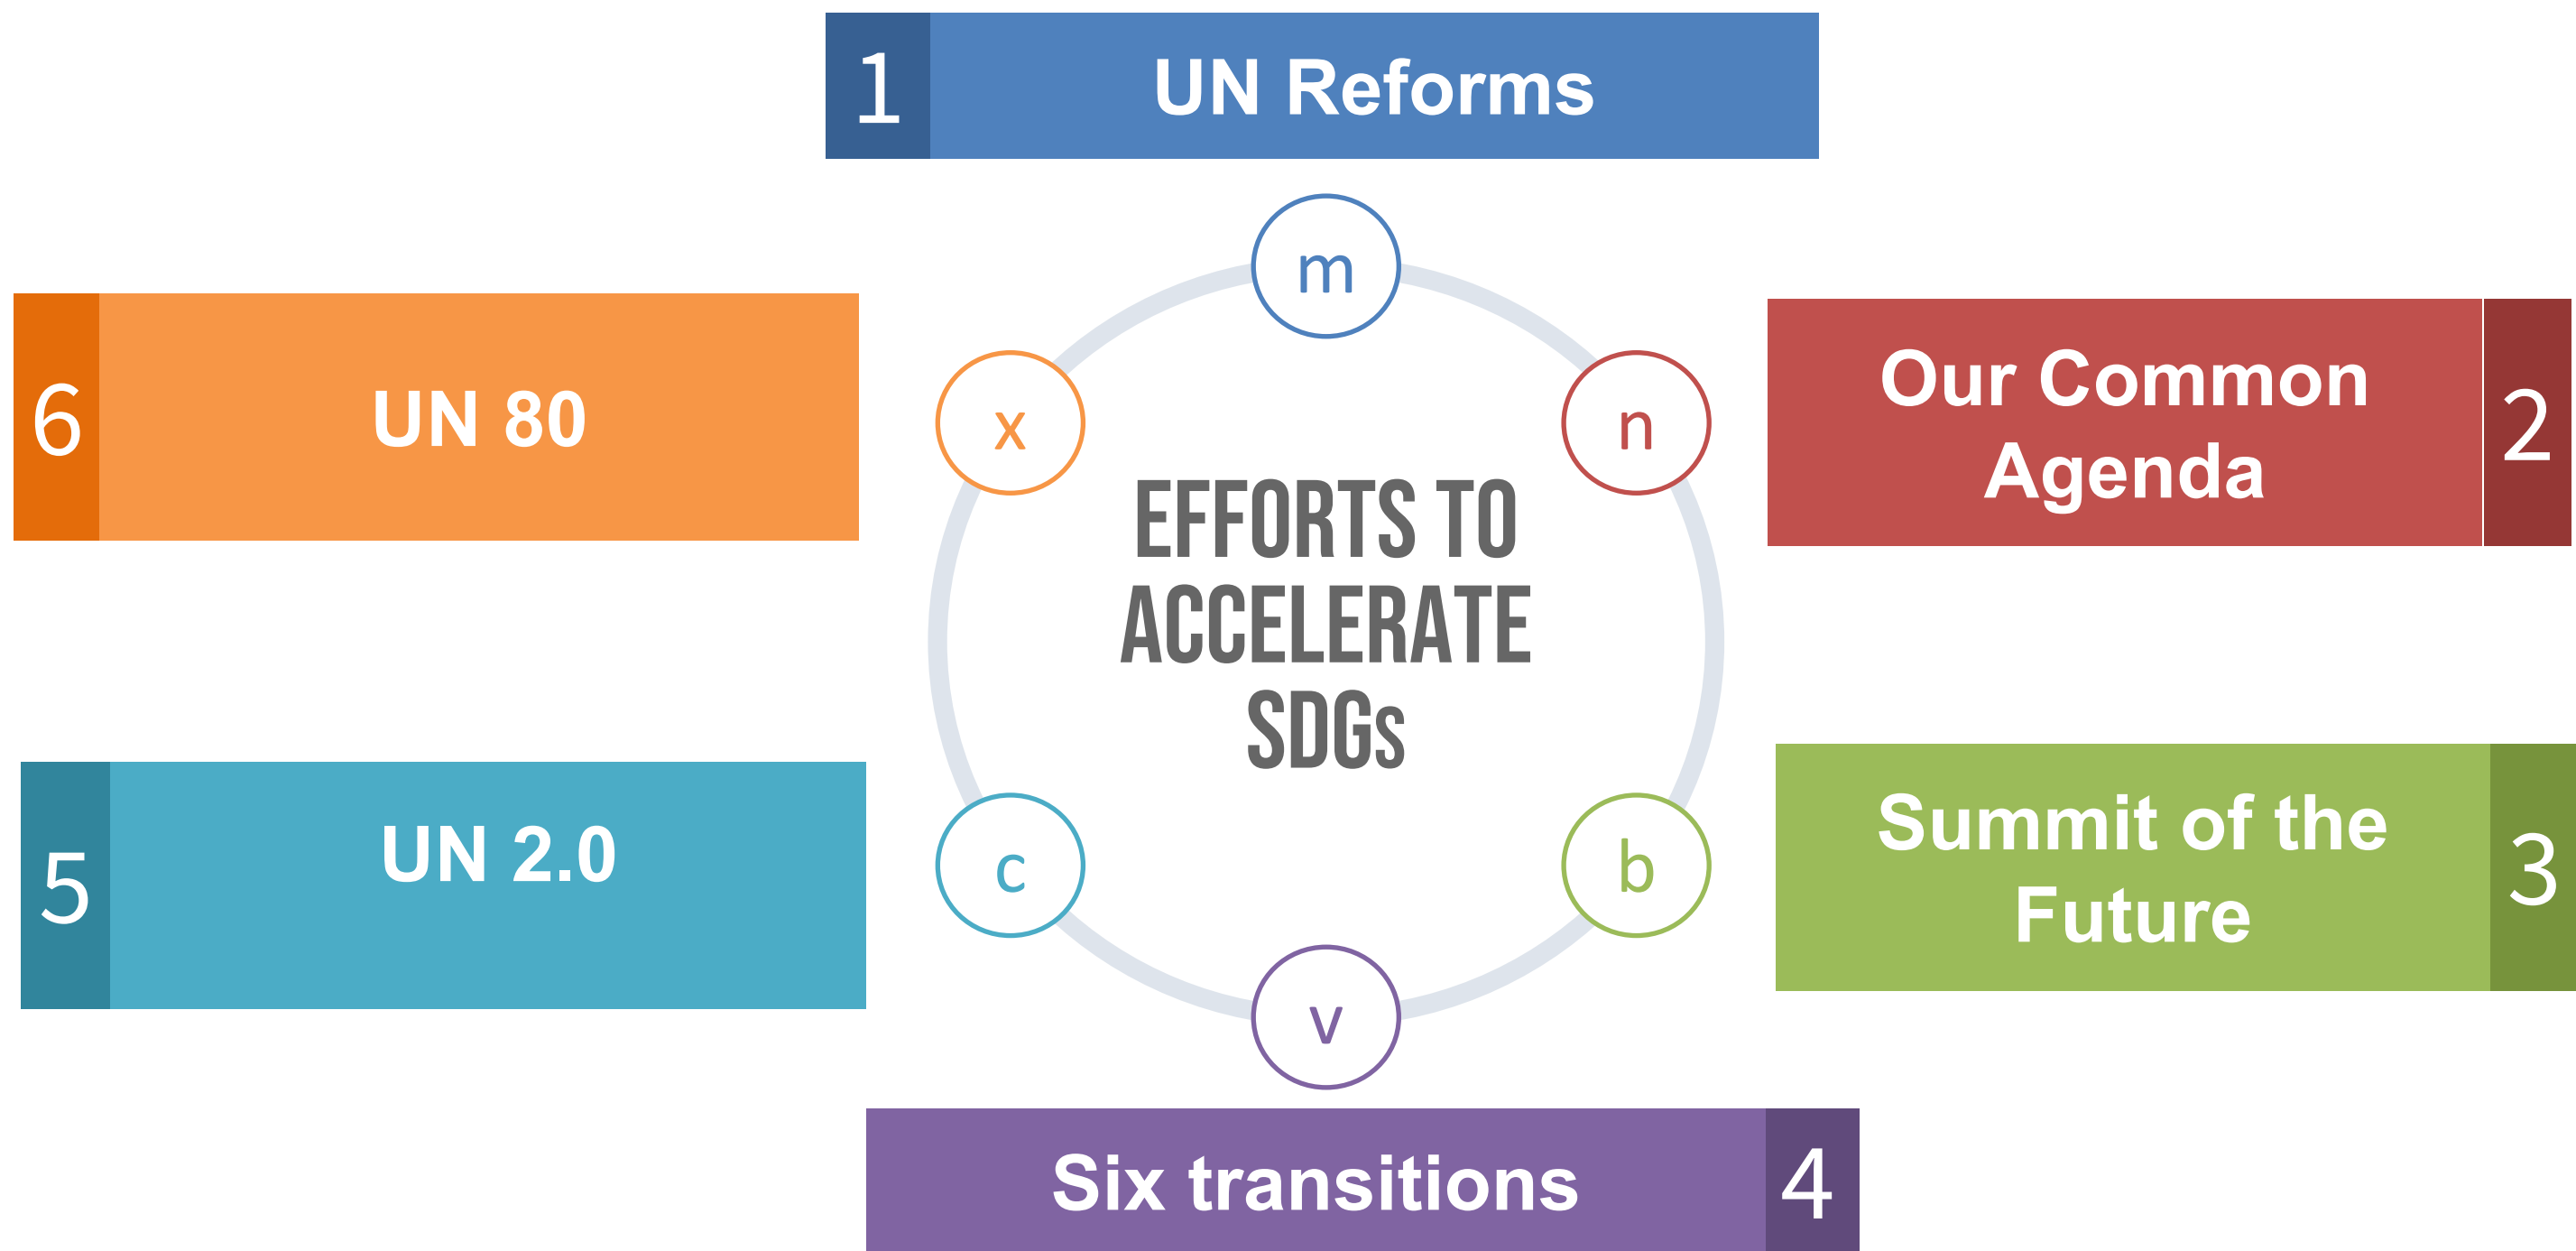 1
UN Reforms
m
6
UN 80
x
n
Our Common
Agenda
2
EFFORTS TO
ACCELERATE
SDGs
5
UN 2.0
c
b
Summit of the
Future
3
v
Six transitions
4